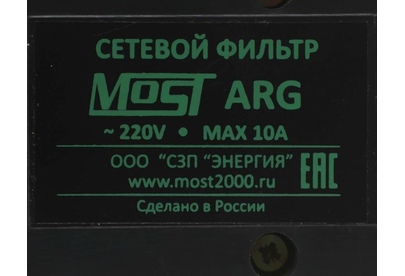 СЕТЕВОЙ ФИЛЬТР
MOST ARG
~ 220V • MAX 10A
ООО "СЗП "ЭНЕРГИЯ"
www.most2000.ru
EAC
Сделано в России